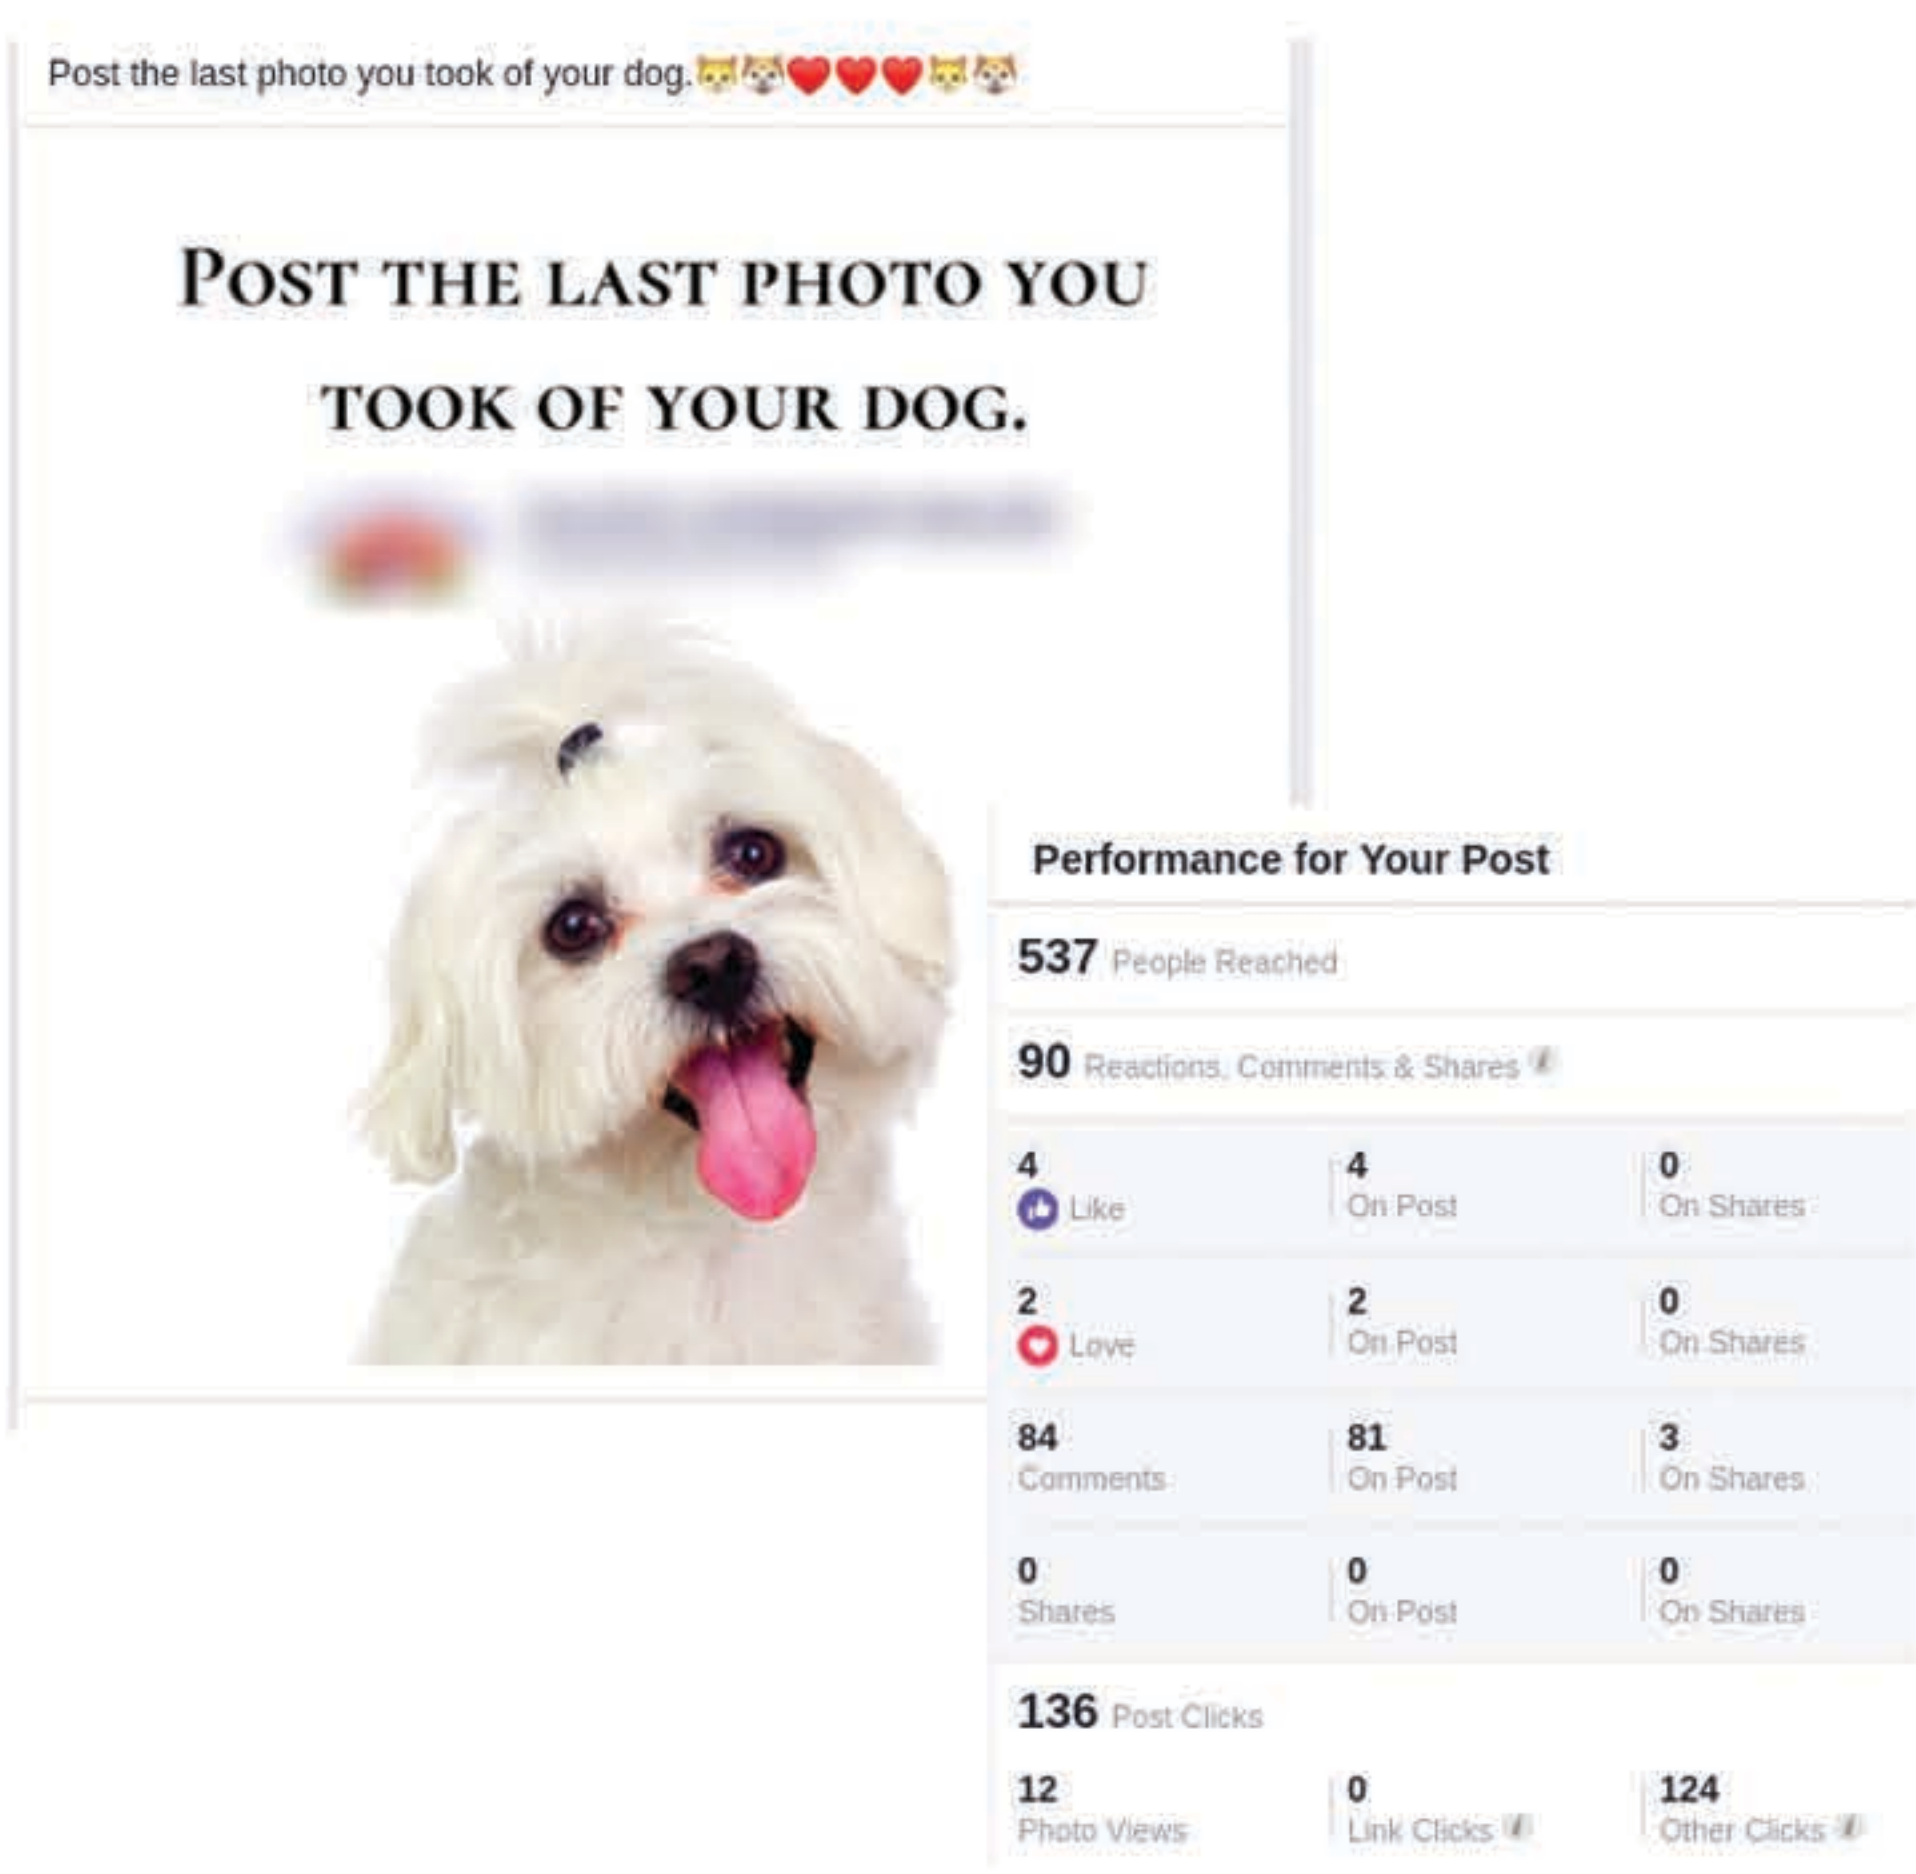 Post the last photo you took of your dog.🐱🐶❤️❤️❤️🐱🐶
Post the last photo you
took of your dog.
Performance for Your Post
537 People Reached
90 Reactions, Comments & Shares
4 Like
4 On Post
0 On Shares
2 Love
2 On Post
0 On Shares
84 Comments
81 On Post
3 On Shares
0 Shares
0 On Post
0 On Shares
136 Post Clicks
12 Photo Views
0 Link Clicks
124 Other Clicks